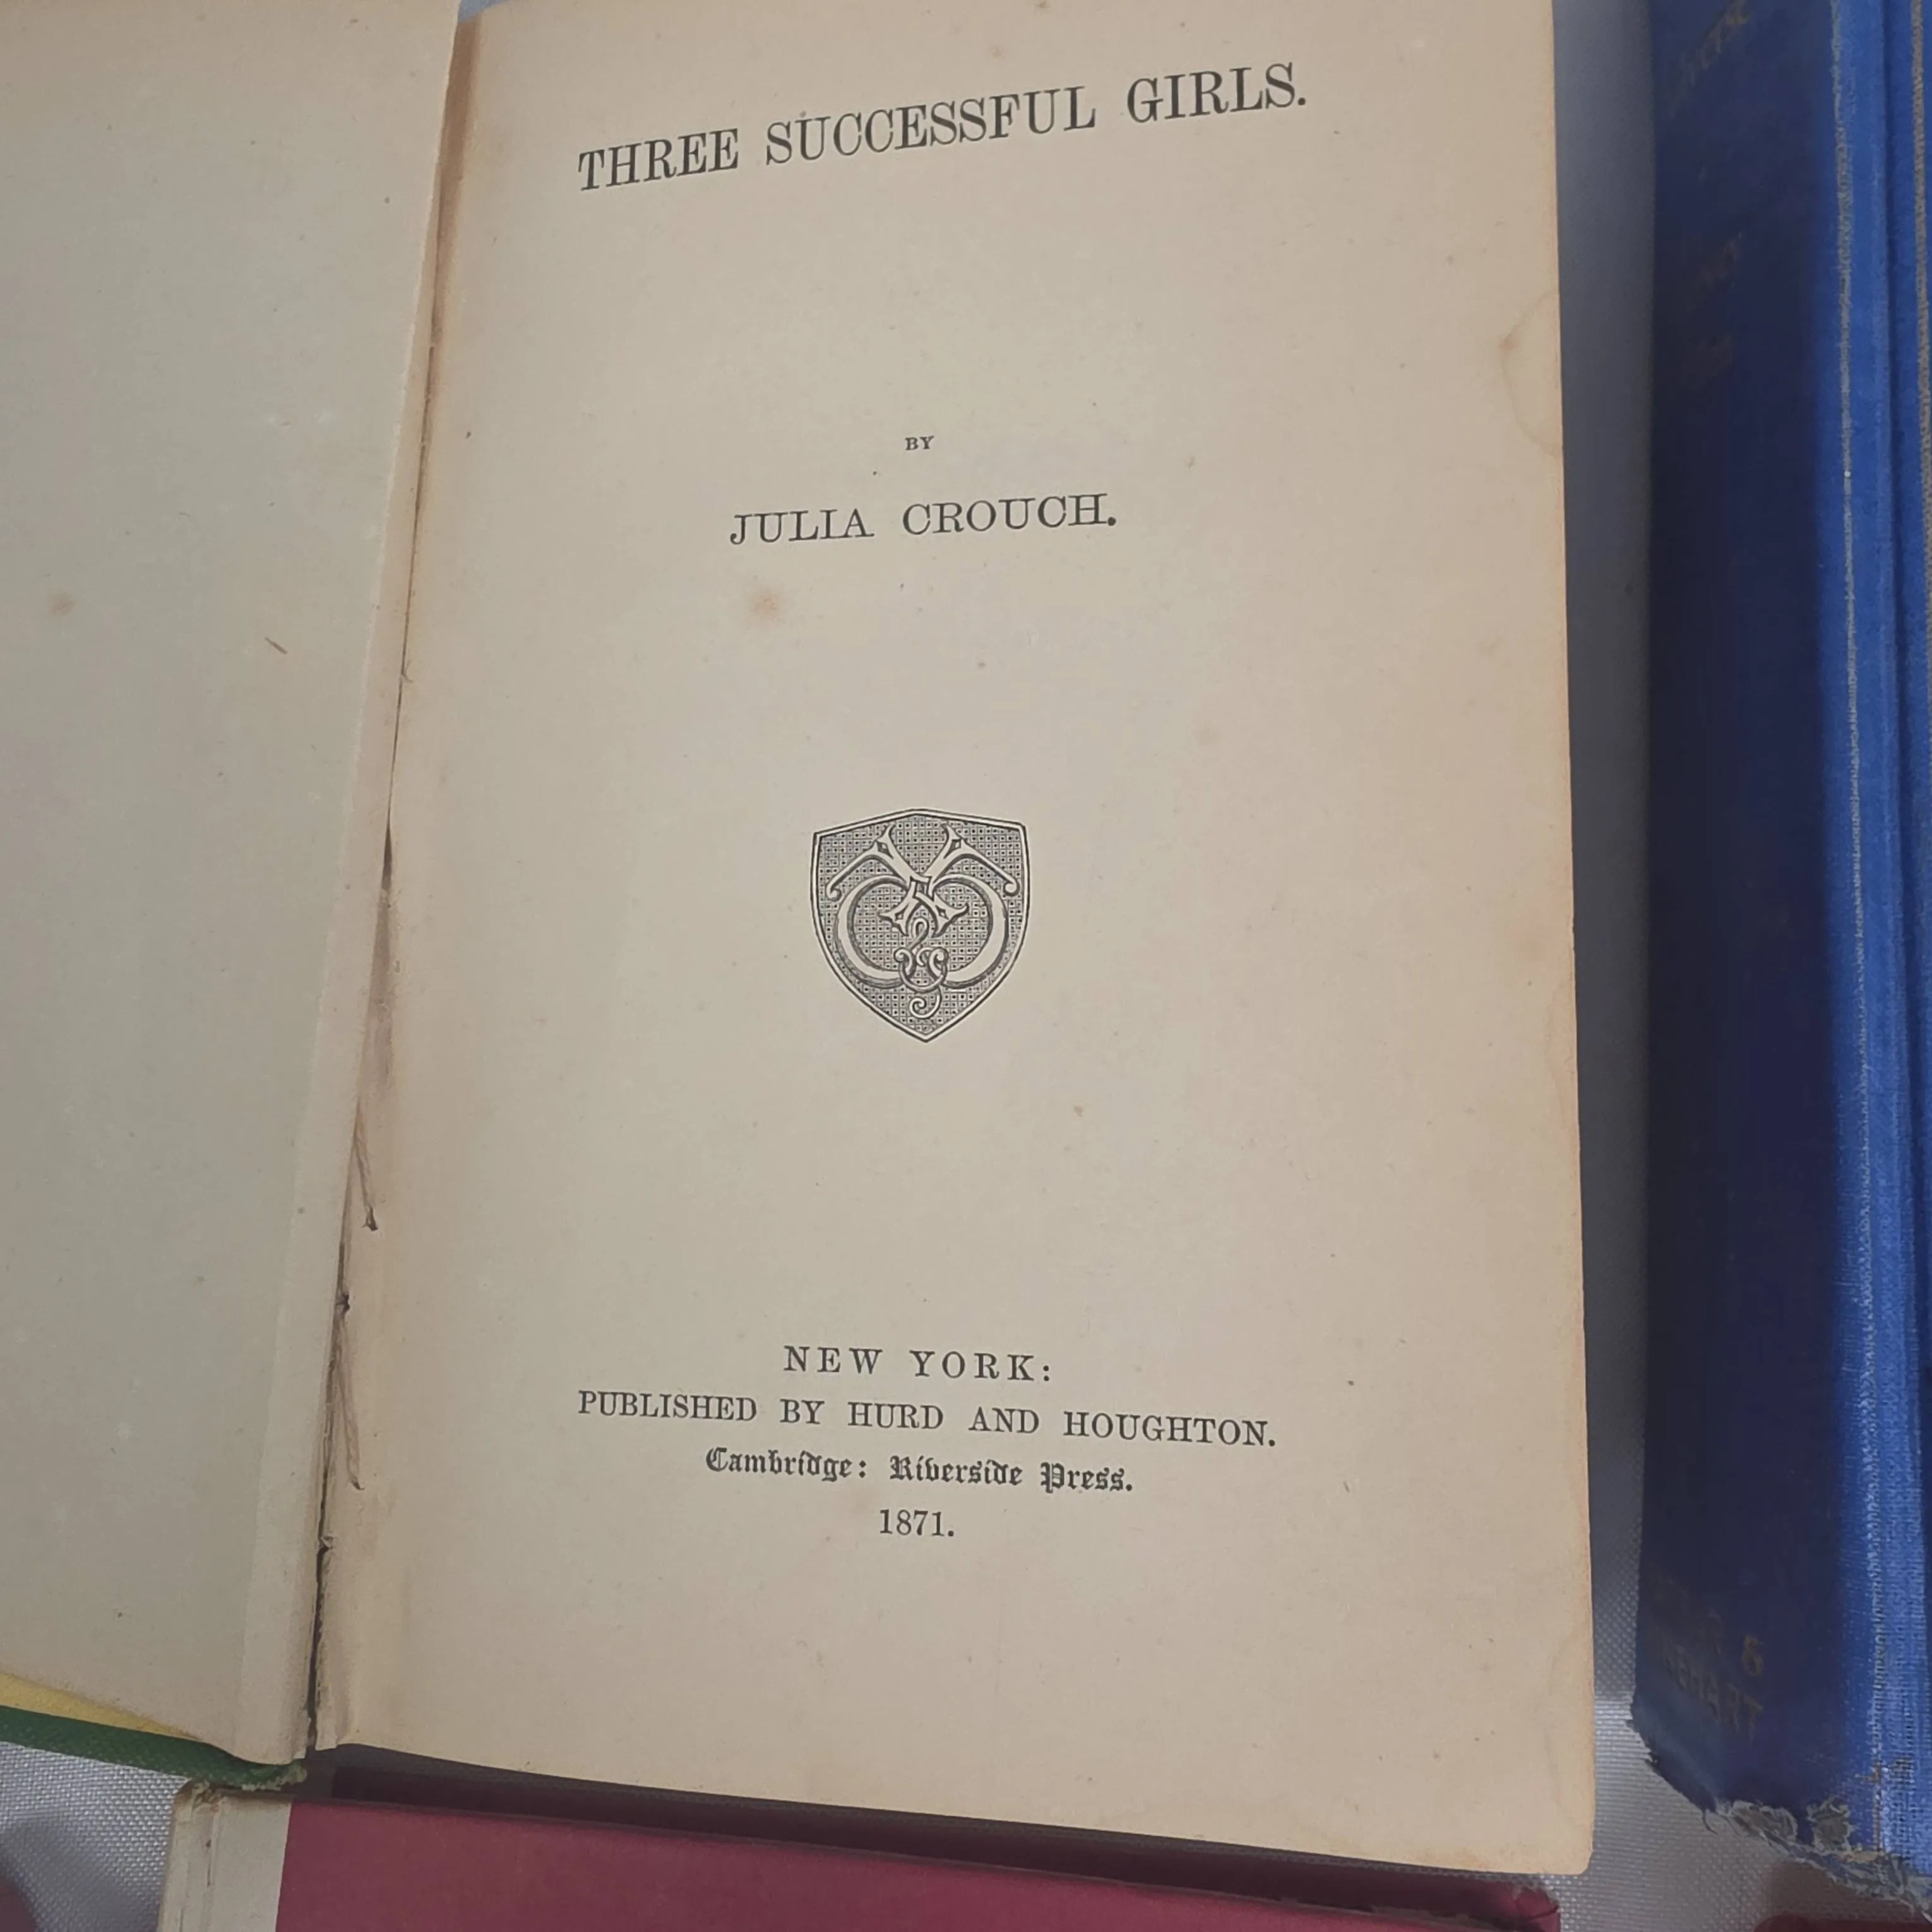 THREE SUCCESSFUL GIRLS.
BY
JULIA CROUCH.
NEW YORK:
PUBLISHED BY HURD AND HOUGHTON.
Cambridge: Riverside Press.
1871.
&